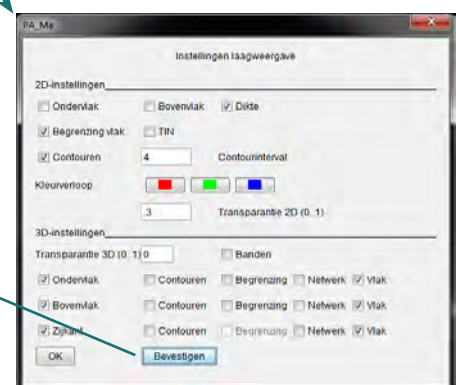 PA_Ma
Instellingen laagweergave
2D-instellingen
Ondervlak Bovenvlak Dikte
Begrenzing vlak TIN
Contouren 4 Contourinterval
Kleurverloop
.3 Transparantie 2D (0..1)
3D-instellingen
Transparantie 3D (0..1) 0 Banden
Ondervlak Contouren Begrenzing Netwerk Vlak
Bovenvlak Contouren Begrenzing Netwerk Vlak
Zijkant Contouren Begrenzing Netwerk Vlak
OK Bevestigen